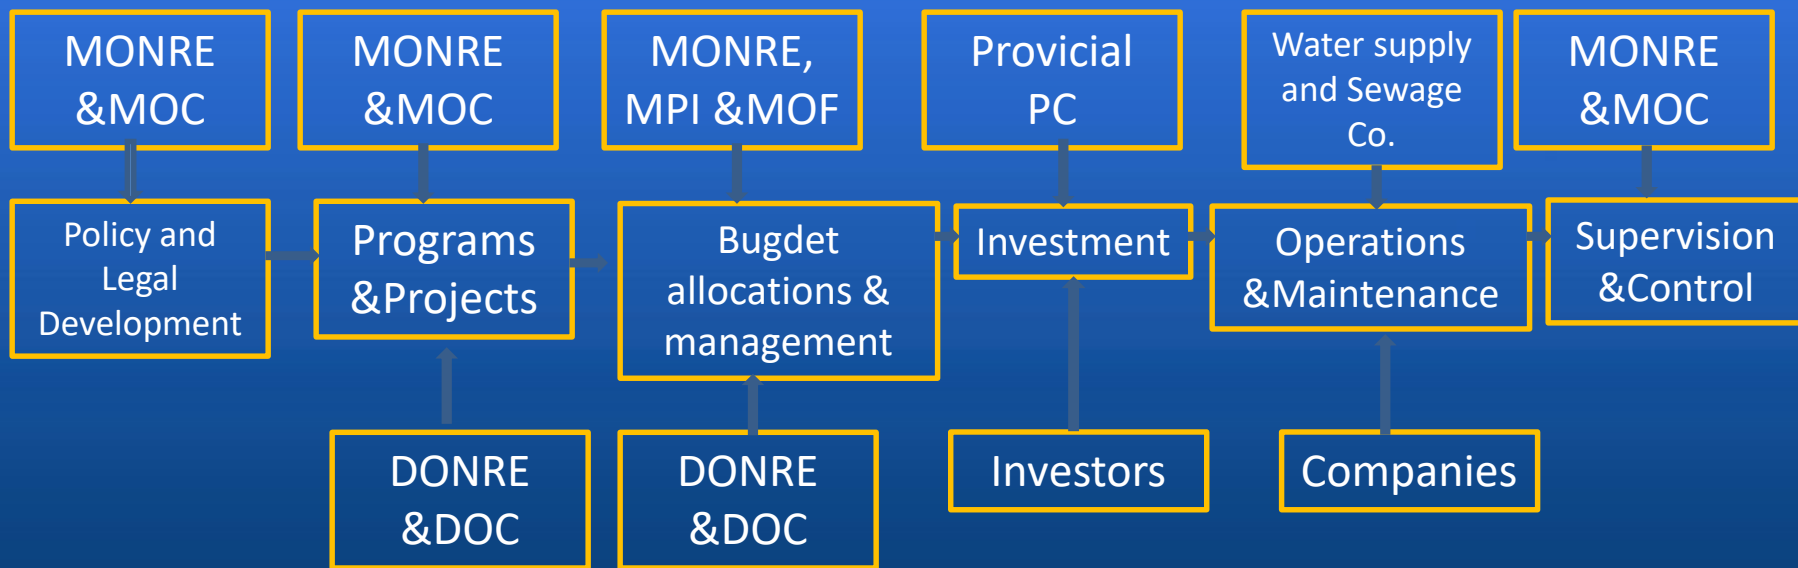 MONRE
&MOC
MONRE
&MOC
MONRE,
MPI &MOF
Provicial
PC
Water supply
and Sewage
Co.
MONRE
&MOC
Policy and
Legal
Development
Programs
&Projects
Bugdet
allocations &
management
Investment
Operations
&Maintenance
Supervision
&Control
DONRE
&DOC
DONRE
&DOC
Investors
Companies